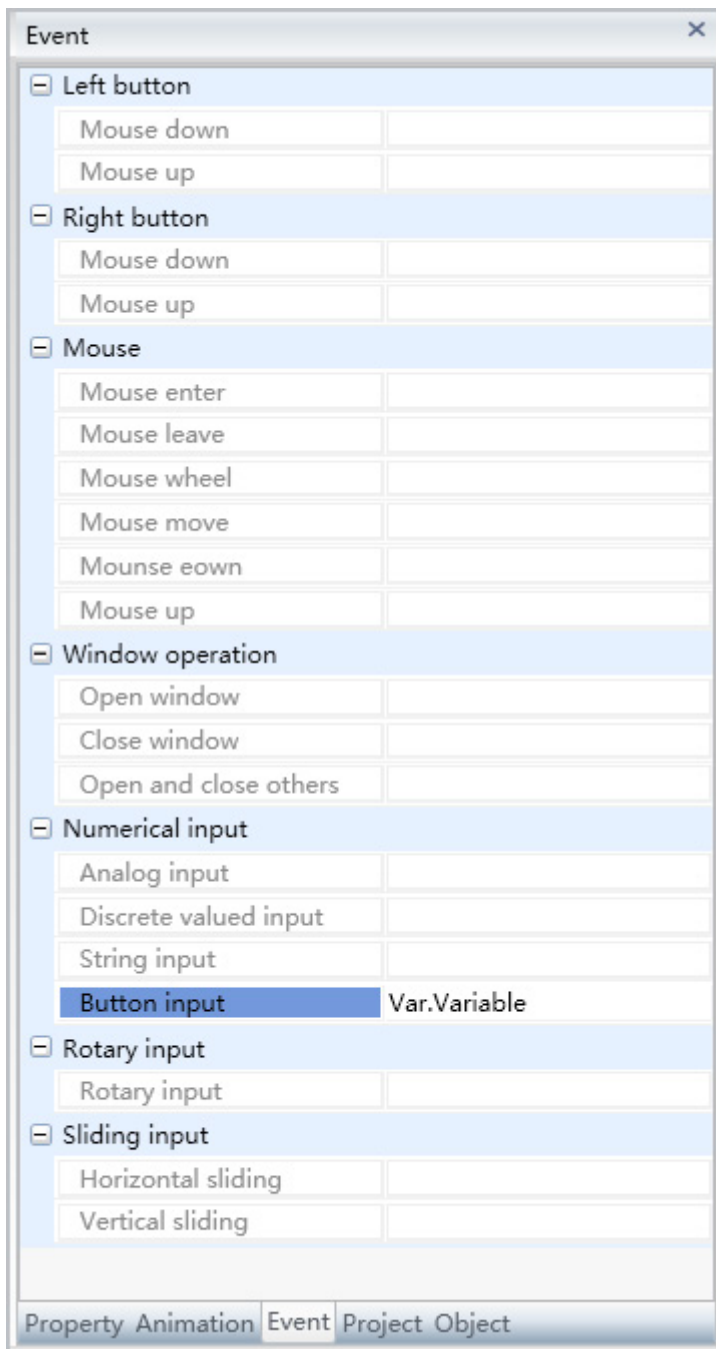 Event
Left button
Mouse down
Mouse up
Right button
Mouse down
Mouse up
Mouse
Mouse enter
Mouse leave
Mouse wheel
Mouse move
Mounse eown
Mouse up
Window operation
Open window
Close window
Open and close others
Numerical input
Analog input
Discrete valued input
String input
Button input Var.Variable
Rotary input
Rotary input
Sliding input
Horizontal sliding
Vertical sliding
Property Animation Event Project Object